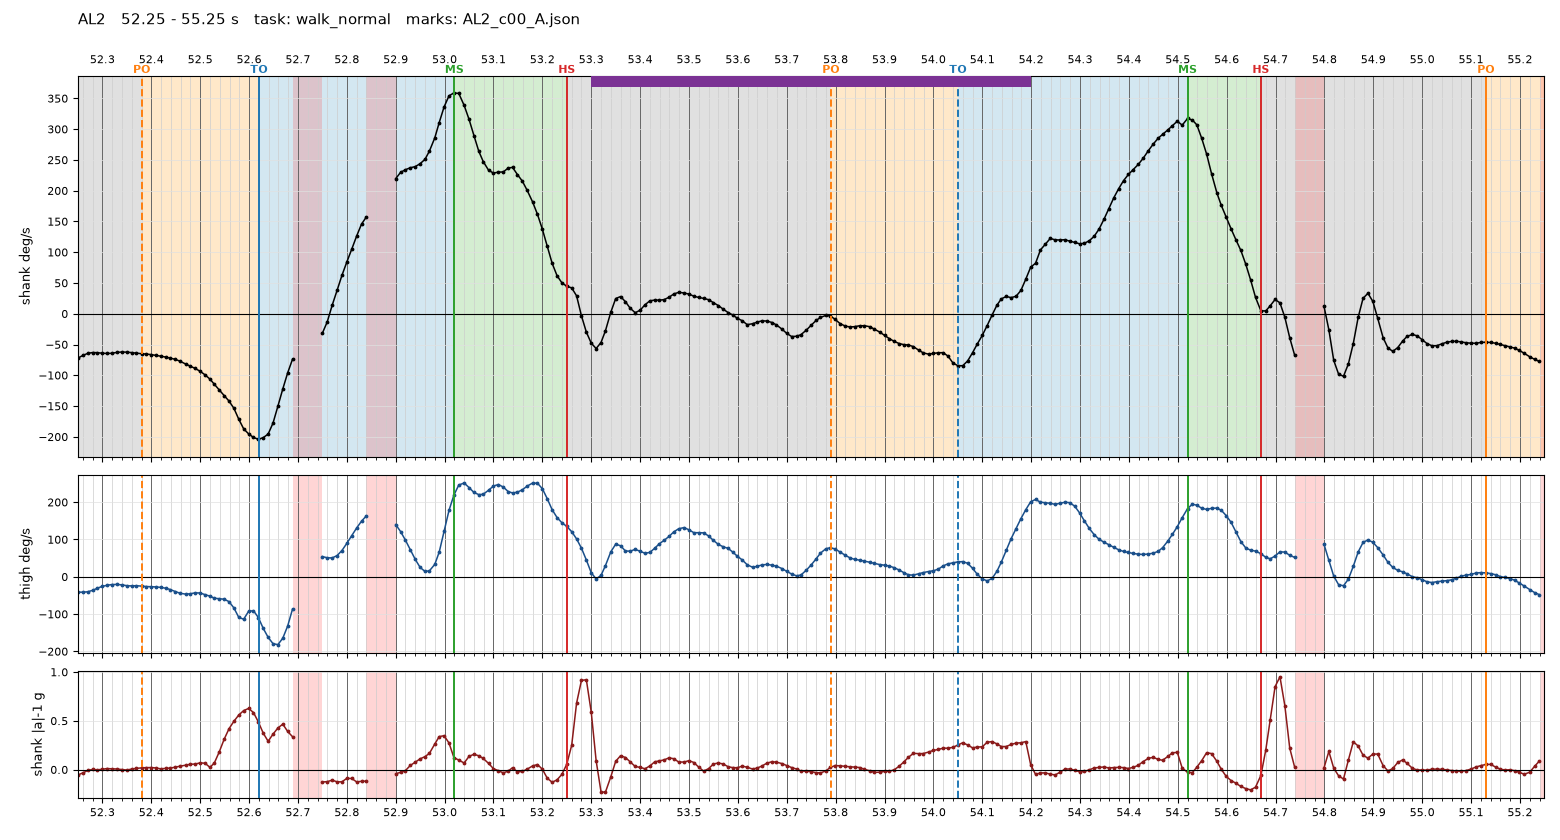 AL2   52.25 - 55.25 s   task: walk_normal   marks: AL2_c00_A.json
52.3 52.4 52.5 52.6 52.7 52.8 52.9 53.0 53.1 53.2 53.3 53.4 53.5 53.6 53.7 53.8 53.9 54.0 54.1 54.2 54.3 54.4 54.5 54.6 54.7 54.8 54.9 55.0 55.1 55.2
PO TO MS HS PO TO MS HS PO
350
300
250
200
150
100
50
0
−50
−100
−150
−200
shank deg/s
200
100
0
−100
−200
thigh deg/s
1.0
0.5
0.0
shank |a|-1 g
52.3 52.4 52.5 52.6 52.7 52.8 52.9 53.0 53.1 53.2 53.3 53.4 53.5 53.6 53.7 53.8 53.9 54.0 54.1 54.2 54.3 54.4 54.5 54.6 54.7 54.8 54.9 55.0 55.1 55.2